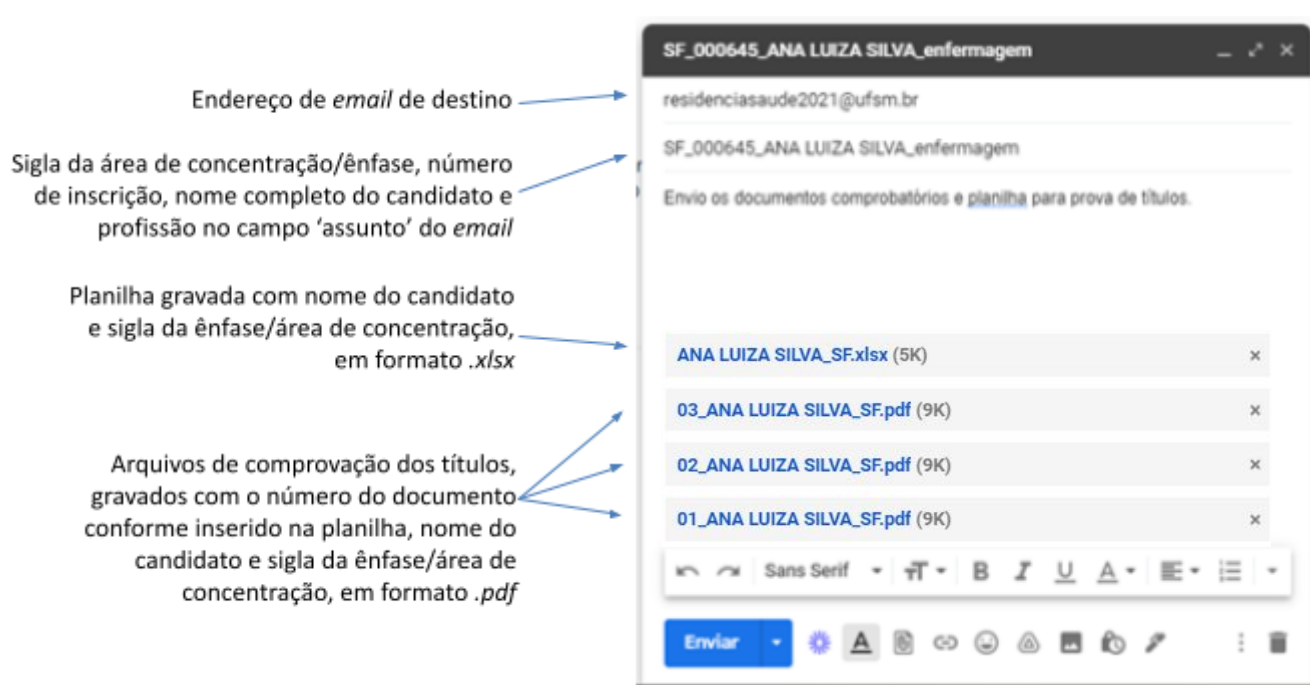 Endereço de email de destino
Sigla da área de concentração/ênfase, número
de inscrição, nome completo do candidato e
profissão no campo ‘assunto’ do email
Planilha gravada com nome do candidato
e sigla da ênfase/área de concentração,
em formato .xlsx
Arquivos de comprovação dos títulos,
gravados com o número do documento
conforme inserido na planilha, nome do
candidato e sigla da ênfase/área de
concentração, em formato .pdf
SF_000645_ANA LUIZA SILVA_enfermagem
residenciasaude2021@ufsm.br
SF_000645_ANA LUIZA SILVA_enfermagem
Envio os documentos comprobatórios e planilha para prova de títulos.
ANA LUIZA SILVA_SF.xlsx (5K)
03_ANA LUIZA SILVA_SF.pdf (9K)
02_ANA LUIZA SILVA_SF.pdf (9K)
01_ANA LUIZA SILVA_SF.pdf (9K)
Sans Serif B I U A
Enviar A